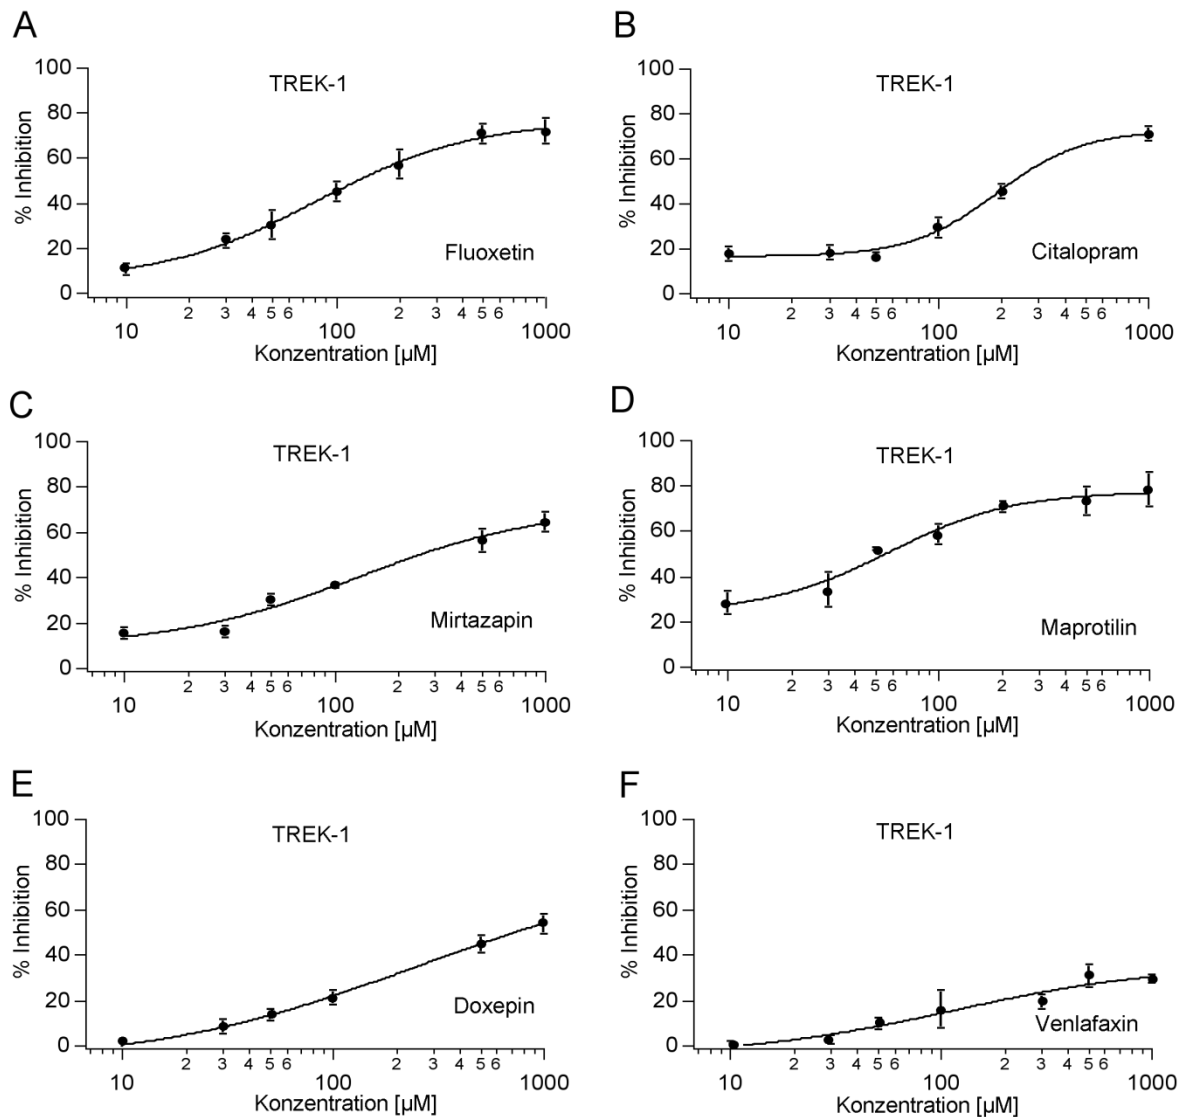 A
TREK-1
100
80
60
40
20
0
% Inhibition
Fluoxetin
2 3 4 5 6 2 3 4 5 6
10 100 1000
Konzentration [µM]
B
TREK-1
100
80
60
40
20
0
% Inhibition
Citalopram
2 3 4 5 6 2 3 4 5 6
10 100 1000
Konzentration [µM]
C
TREK-1
100
80
60
40
20
0
% Inhibition
Mirtazapin
2 3 4 5 6 2 3 4 5 6
10 100 1000
Konzentration [µM]
D
TREK-1
100
80
60
40
20
0
% Inhibition
Maprotilin
2 3 4 5 6 2 3 4 5 6
10 100 1000
Konzentration [µM]
E
TREK-1
100
80
60
40
20
0
% Inhibition
Doxepin
2 3 4 5 6 2 3 4 5 6
10 100 1000
Konzentration [µM]
F
TREK-1
100
80
60
40
20
0
% Inhibition
Venlafaxin
2 3 4 5 6 2 3 4 5 6
10 100 1000
Konzentration [µM]